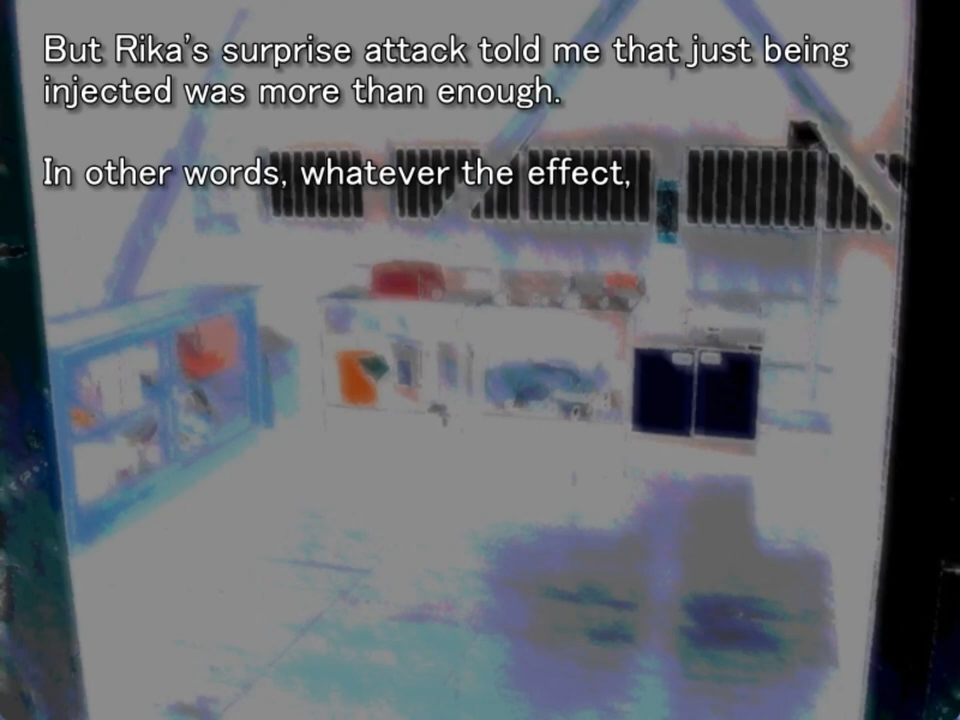 But Rika's surprise attack told me that just being
injected was more than enough.
In other words, whatever the effect,